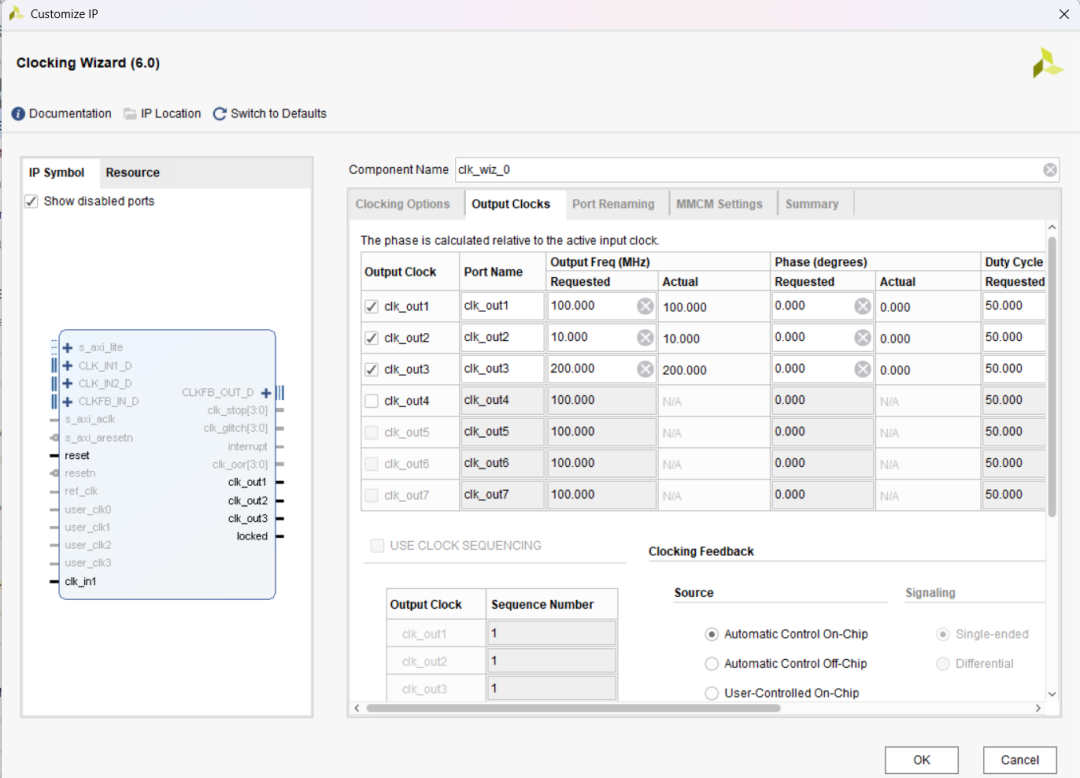 Customize IP
Clocking Wizard (6.0)
Documentation IP Location Switch to Defaults
IP Symbol Resource
Show disabled ports
s_axi_lite
CLK_IN1_D
CLK_IN2_D
CLKFB_IN_D
s_axi_aclk
s_axi_aresetn
reset
resetn
ref_clk
user_clk0
user_clk1
user_clk2
user_clk3
clk_in1
CLKFB_OUT_D
clk_stop[3:0]
clk_glitch[3:0]
interrupt
clk_oor[3:0]
clk_out1
clk_out2
clk_out3
locked
Component Name clk_wiz_0
Clocking Options Output Clocks Port Renaming MMCM Settings Summary
The phase is calculated relative to the active input clock.
Output Clock Port Name Output Freq (MHz) Phase (degrees) Duty Cycle
Requested Actual Requested Actual Requested
clk_out1 clk_out1 100.000 100.000 0.000 0.000 50.000
clk_out2 clk_out2 10.000 10.000 0.000 0.000 50.000
clk_out3 clk_out3 200.000 200.000 0.000 0.000 50.000
clk_out4 clk_out4 100.000 N/A 0.000 N/A 50.000
clk_out5 clk_out5 100.000 N/A 0.000 N/A 50.000
clk_out6 clk_out6 100.000 N/A 0.000 N/A 50.000
clk_out7 clk_out7 100.000 N/A 0.000 N/A 50.000
USE CLOCK SEQUENCING
Output Clock Sequence Number
clk_out1 1
clk_out2 1
clk_out3 1
Clocking Feedback
Source Signaling
Automatic Control On-Chip Single-ended
Automatic Control Off-Chip Differential
User-Controlled On-Chip
OK Cancel